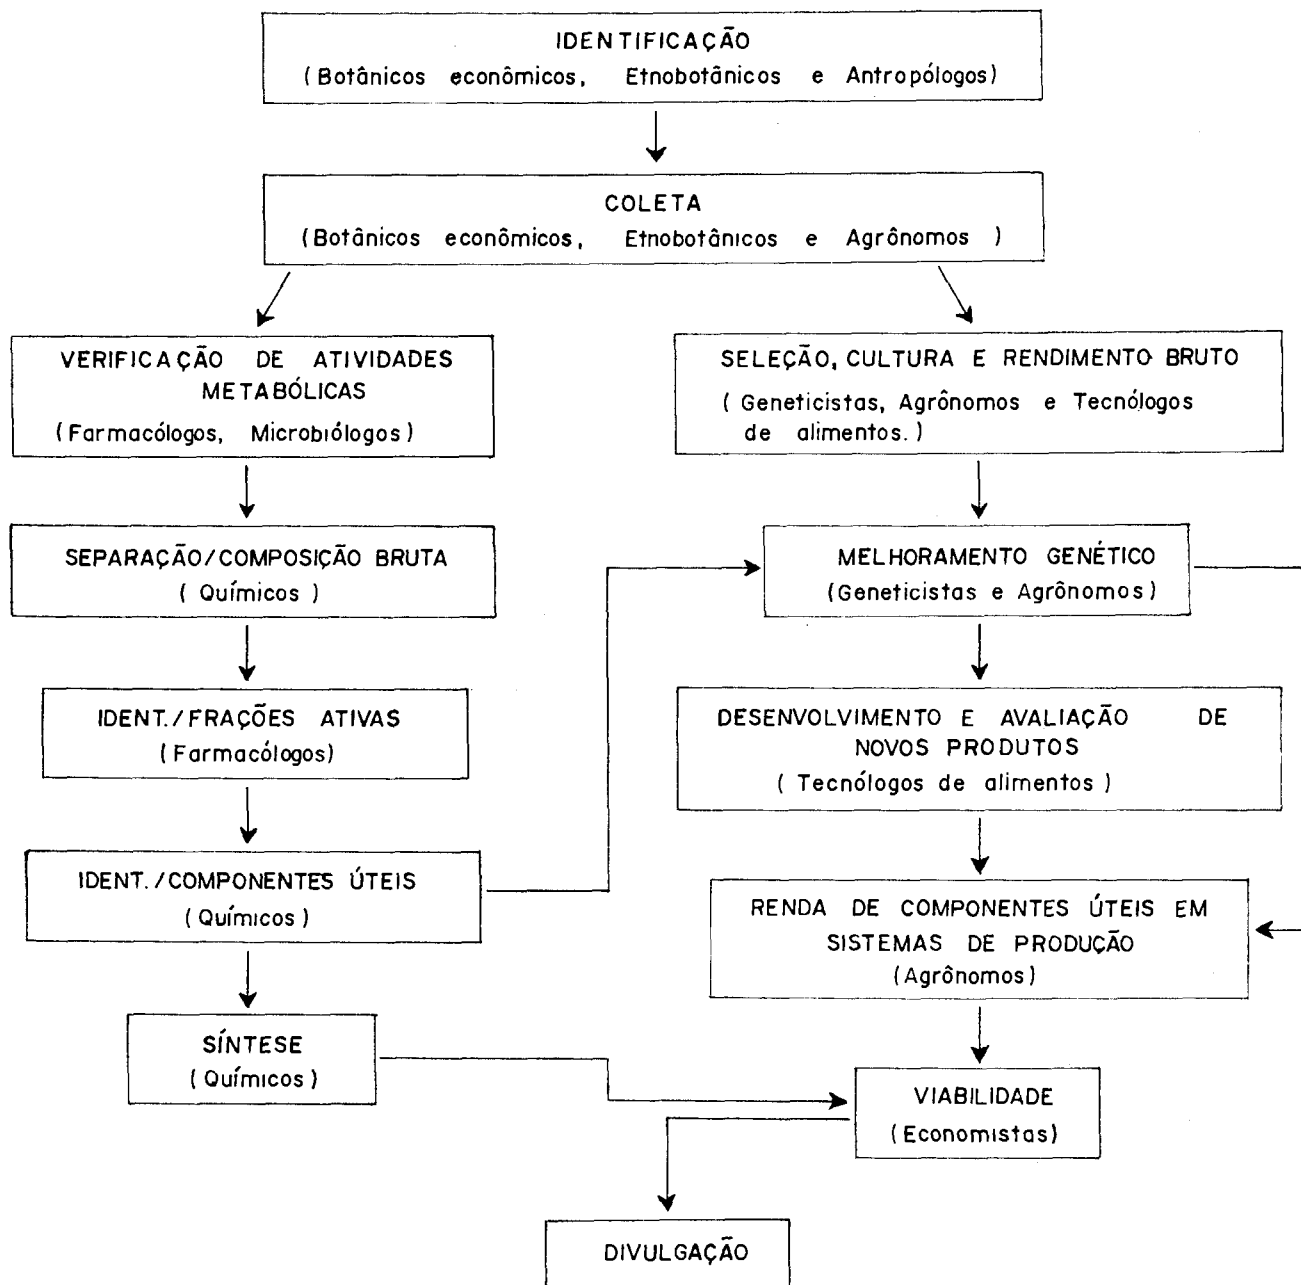 IDENTIFICAÇÃO
(Botânicos econômicos, Etnobotânicos e Antropólogos)
COLETA
(Botânicos econômicos, Etnobotânicos e Agrônomos )
VERIFICAÇÃO DE ATIVIDADES
METABÓLICAS
(Farmacólogos, Microbiólogos)
SEPARAÇÃO/COMPOSIÇÃO BRUTA
( Químicos )
IDENT./FRAÇÕES ATIVAS
(Farmacólogos)
IDENT./COMPONENTES ÚTEIS
(Químicos)
SÍNTESE
(Químicos)
SELEÇÃO, CULTURA E RENDIMENTO BRUTO
( Geneticistas, Agrônomos e Tecnólogos
de alimentos.)
MELHORAMENTO GENÉTICO
(Geneticistas e Agrônomos)
DESENVOLVIMENTO E AVALIAÇÃO DE
NOVOS PRODUTOS
( Tecnólogos de alimentos )
RENDA DE COMPONENTES ÚTEIS EM
SISTEMAS DE PRODUÇÃO
(Agrônomos)
VIABILIDADE
(Economistas)
DIVULGAÇÃO